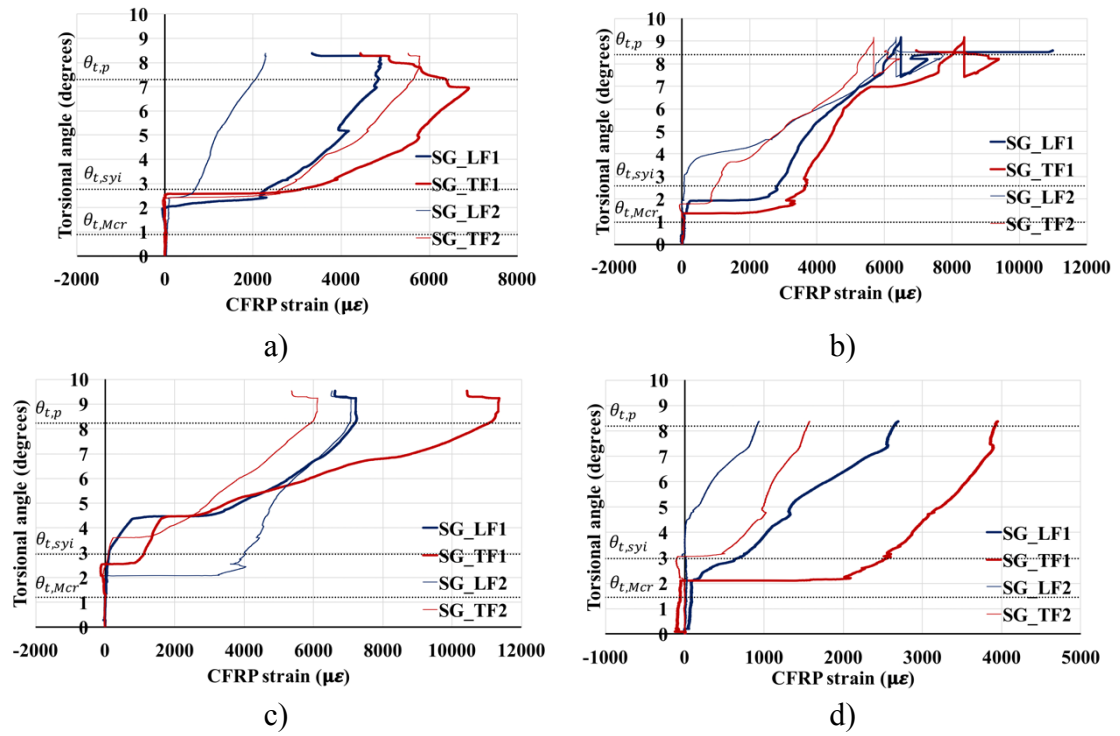 10
9
θt,p
8
7
6
5
4
θt,syi
3
2
θt,Mcr
1
0
Torsional angle (degrees)
SG_LF1
SG_TF1
SG_LF2
SG_TF2
-2000 0 2000 4000 6000 8000
CFRP strain (με)
a)
10
9
θt,p
8
7
6
5
4
θt,syi
3
2
θt,Mcr
1
0
Torsional angle (degrees)
SG_LF1
SG_TF1
SG_LF2
SG_TF2
-2000 0 2000 4000 6000 8000 10000 12000
CFRP strain (με)
b)
10
9
θt,p
8
7
6
5
4
θt,syi
3
2
θt,Mcr
1
0
Torsional angle (degrees)
SG_LF1
SG_TF1
SG_LF2
SG_TF2
-2000 0 2000 4000 6000 8000 10000 12000
CFRP strain (με)
c)
10
9
θt,p
8
7
6
5
4
θt,syi
3
2
θt,Mcr
1
0
Torsional angle (degrees)
SG_LF1
SG_TF1
SG_LF2
SG_TF2
-1000 0 1000 2000 3000 4000 5000
CFRP strain (με)
d)